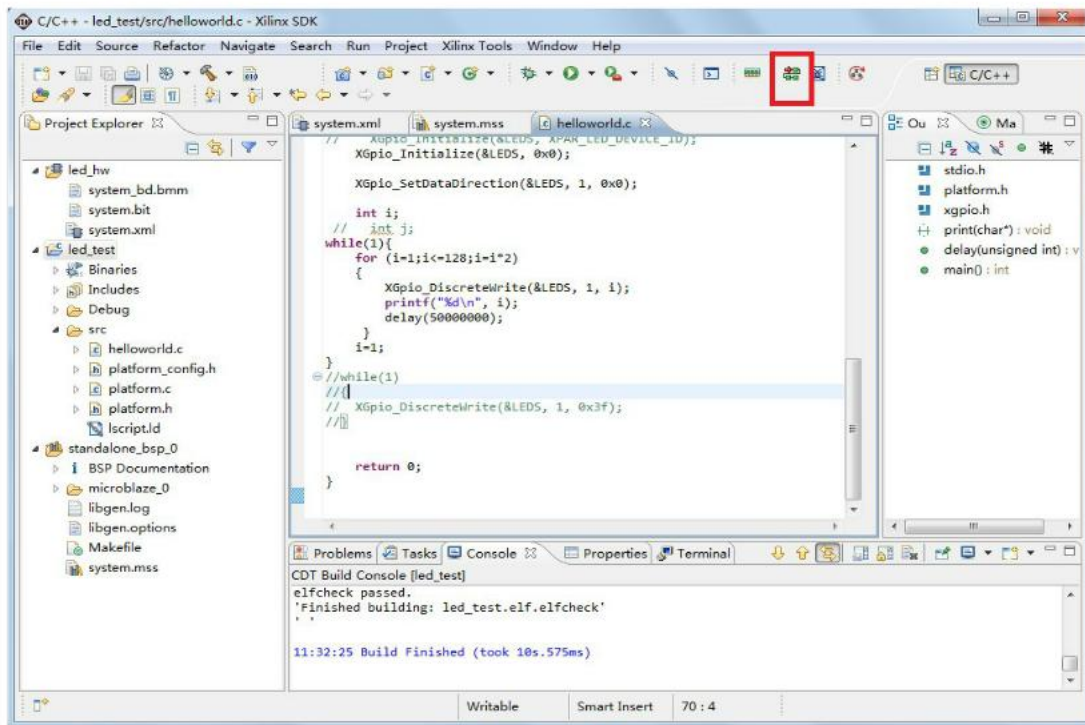 C/C++ - led_test/src/helloworld.c - Xilinx SDK
File Edit Source Refactor Navigate Search Run Project Xilinx Tools Window Help
C/C++
Project Explorer
led_hw
system_bd.bmm
system.bit
system.xml
led_test
Binaries
Includes
Debug
src
helloworld.c
platform_config.h
platform.c
platform.h
lscript.ld
standalone_bsp_0
BSP Documentation
microblaze_0
libgen.log
libgen.options
Makefile
system.mss
system.xml system.mss helloworld.c
// XGpio_Initialize(&LEDS, XPAR_LED_DEVICE_ID);
XGpio_Initialize(&LEDS, 0x0);
XGpio_SetDataDirection(&LEDS, 1, 0x0);
int i;
// int j;
while(1){
for (i=1;i<=128;i=i*2)
{
XGpio_DiscreteWrite(&LEDS, 1, i);
printf("%d\n", i);
delay(50000000);
}
i=1;
}
//while(1)
//{
// XGpio_DiscreteWrite(&LEDS, 1, 0x3f);
//}
return 0;
}
Ou Ma
stdio.h
platform.h
xgpio.h
print(char*) : void
delay(unsigned int) : v
main() : int
Problems Tasks Console Properties Terminal
CDT Build Console [led_test]
elfcheck passed.
'Finished building: led_test.elf.elfcheck'
' '
11:32:25 Build Finished (took 10s.575ms)
Writable Smart Insert 70 : 4